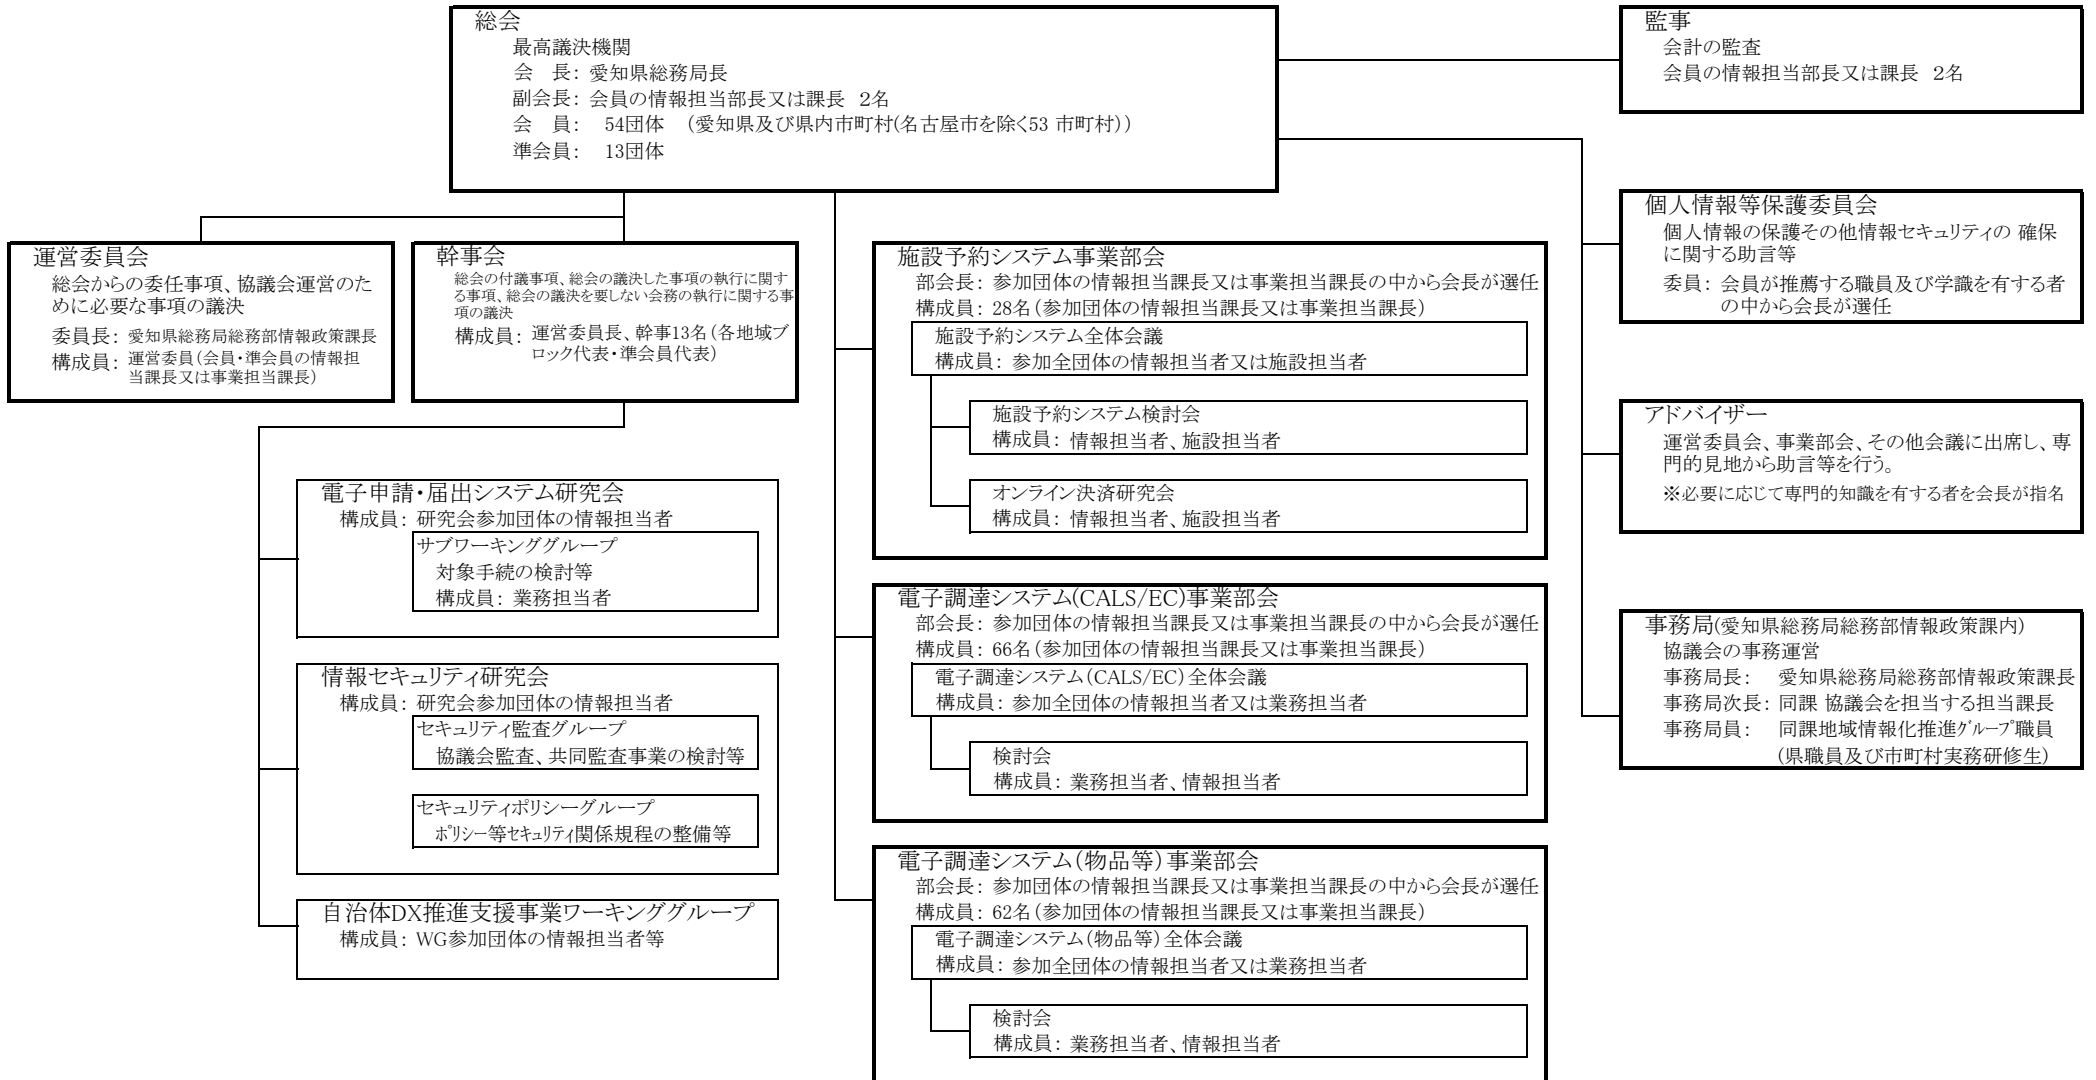 総会
最高議決機関
会　長： 愛知県総務局長
副会長： 会員の情報担当部長又は課長　2名
会　員：　54団体　（愛知県及び県内市町村(名古屋市を除く53 市町村)）
準会員：　13団体
監事
会計の監査
会員の情報担当部長又は課長　2名
運営委員会
総会からの委任事項、協議会運営のた
めに必要な事項の議決
委員長： 愛知県総務局総務部情報政策課長
構成員： 運営委員（会員・準会員の情報担
当課長又は事業担当課長）
幹事会
総会の付議事項、総会の議決した事項の執行に関す
る事項、総会の議決を要しない会務の執行に関する事
項の議決
構成員： 運営委員長、幹事13名（各地域ブ
ロック代表・準会員代表）
電子申請・届出システム研究会
構成員： 研究会参加団体の情報担当者
サブワーキンググループ
対象手続の検討等
構成員： 業務担当者
情報セキュリティ研究会
構成員： 研究会参加団体の情報担当者
セキュリティ監査グループ
協議会監査、共同監査事業の検討等
セキュリティポリシーグループ
ポリシー等セキュリティ関係規程の整備等
自治体DX推進支援事業ワーキンググループ
構成員： WG参加団体の情報担当者等
施設予約システム事業部会
部会長： 参加団体の情報担当課長又は事業担当課長の中から会長が選任
構成員： 28名（参加団体の情報担当課長又は事業担当課長）
施設予約システム全体会議
構成員： 参加全団体の情報担当者又は施設担当者
施設予約システム検討会
構成員： 情報担当者、施設担当者
オンライン決済研究会
構成員： 情報担当者、施設担当者
電子調達システム(CALS/EC)事業部会
部会長： 参加団体の情報担当課長又は事業担当課長の中から会長が選任
構成員： 66名（参加団体の情報担当課長又は事業担当課長）
電子調達システム（CALS/EC）全体会議
構成員： 参加全団体の情報担当者又は業務担当者
検討会
構成員： 業務担当者、情報担当者
電子調達システム（物品等）事業部会
部会長： 参加団体の情報担当課長又は事業担当課長の中から会長が選任
構成員： 62名（参加団体の情報担当課長又は事業担当課長）
電子調達システム（物品等）全体会議
構成員： 参加全団体の情報担当者又は業務担当者
検討会
構成員： 業務担当者、情報担当者
個人情報等保護委員会
個人情報の保護その他情報セキュリティの 確保
に関する助言等
委員： 会員が推薦する職員及び学識を有する者
の中から会長が選任
アドバイザー
運営委員会、事業部会、その他会議に出席し、専
門的見地から助言等を行う。
※必要に応じて専門的知識を有する者を会長が指名
事務局(愛知県総務局総務部情報政策課内)
協議会の事務運営
事務局長：　愛知県総務局総務部情報政策課長
事務局次長： 同課 協議会を担当する担当課長
事務局員：　同課地域情報化推進ｸﾞﾙｰﾌﾟ職員
（県職員及び市町村実務研修生）